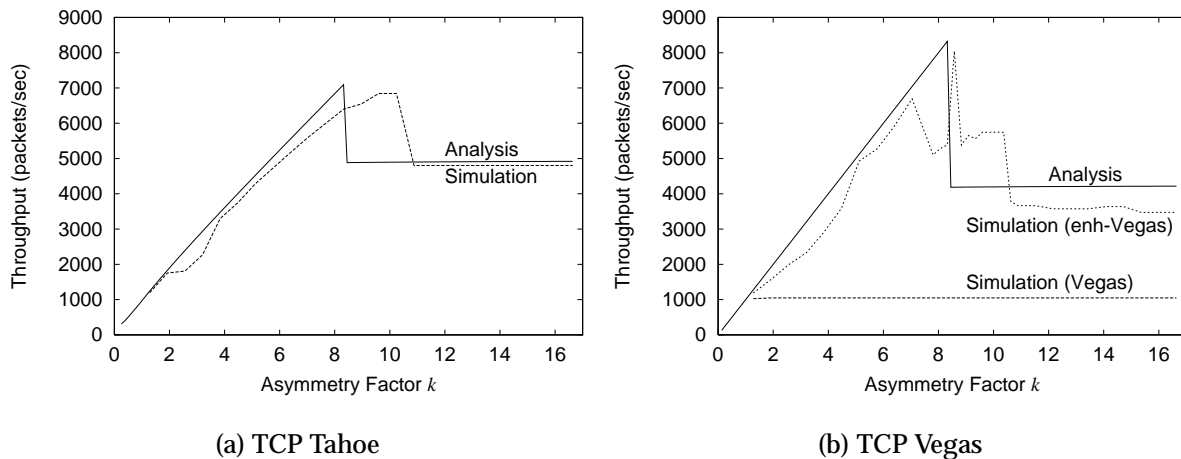 9000
8000
7000
6000
5000
4000
3000
2000
1000
0
Throughput (packets/sec)
Analysis
Simulation
0 2 4 6 8 10 12 14 16
Asymmetry Factor k
(a) TCP Tahoe
9000
8000
7000
6000
5000
4000
3000
2000
1000
0
Throughput (packets/sec)
Analysis
Simulation (enh-Vegas)
Simulation (Vegas)
0 2 4 6 8 10 12 14 16
Asymmetry Factor k
(b) TCP Vegas